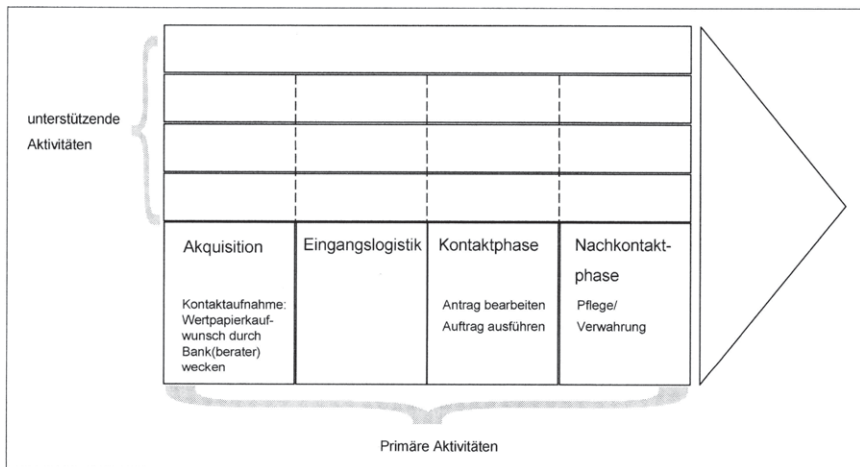 unterstützende
Aktivitäten
Akquisition
Kontaktaufnahme:
Wertpapierkauf-
wunsch durch
Bank(berater)
wecken
Eingangslogistik
Kontaktphase
Antrag bearbeiten
Auftrag ausführen
Nachkontakt-
phase
Pflege/
Verwahrung
Primäre Aktivitäten